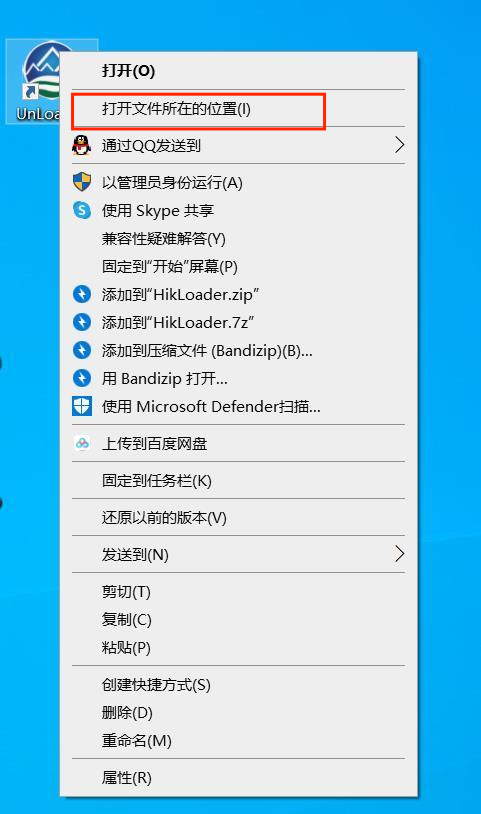 UnLoa
打开(O)
打开文件所在的位置(I)
通过QQ发送到
以管理员身份运行(A)
使用 Skype 共享
兼容性疑难解答(Y)
固定到“开始”屏幕(P)
添加到“HikLoader.zip”
添加到“HikLoader.7z”
添加到压缩文件 (Bandizip)(B)...
用 Bandizip 打开...
使用 Microsoft Defender扫描...
上传到百度网盘
固定到任务栏(K)
还原以前的版本(V)
发送到(N)
剪切(T)
复制(C)
粘贴(P)
创建快捷方式(S)
删除(D)
重命名(M)
属性(R)